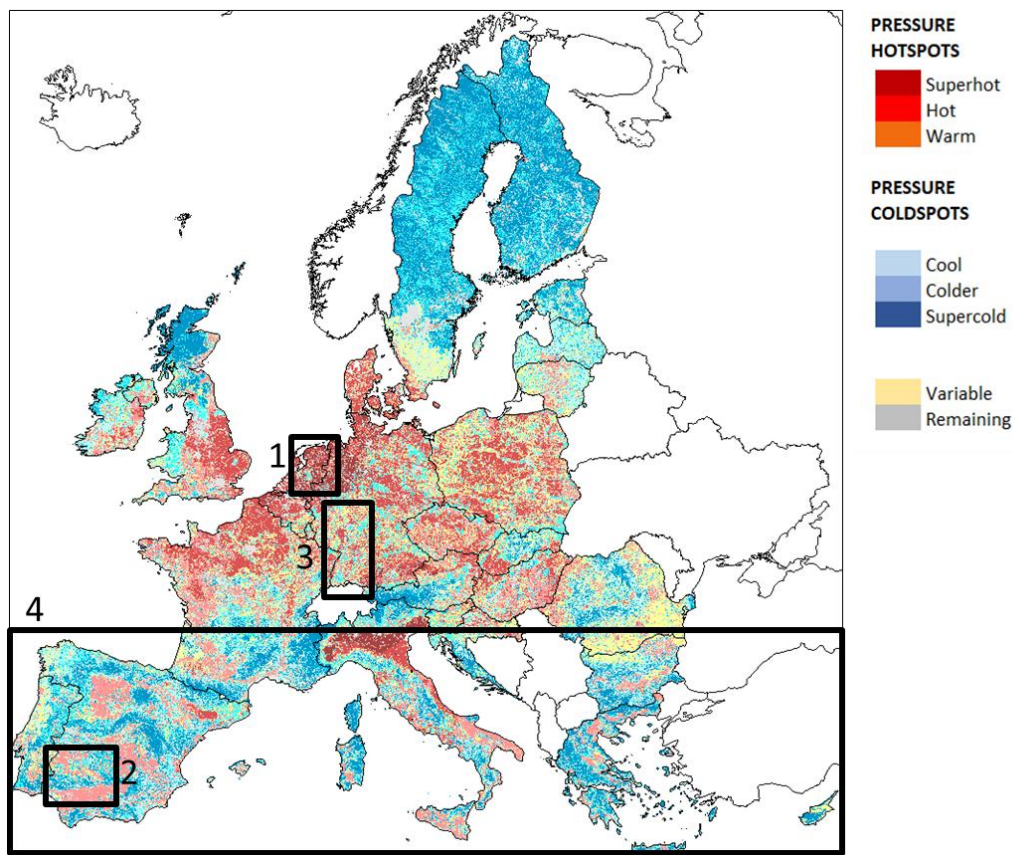 PRESSURE
HOTSPOTS
Superhot
Hot
Warm
PRESSURE
COLDSPOTS
Cool
Colder
Supercold
Variable
Remaining
1
3
4
2